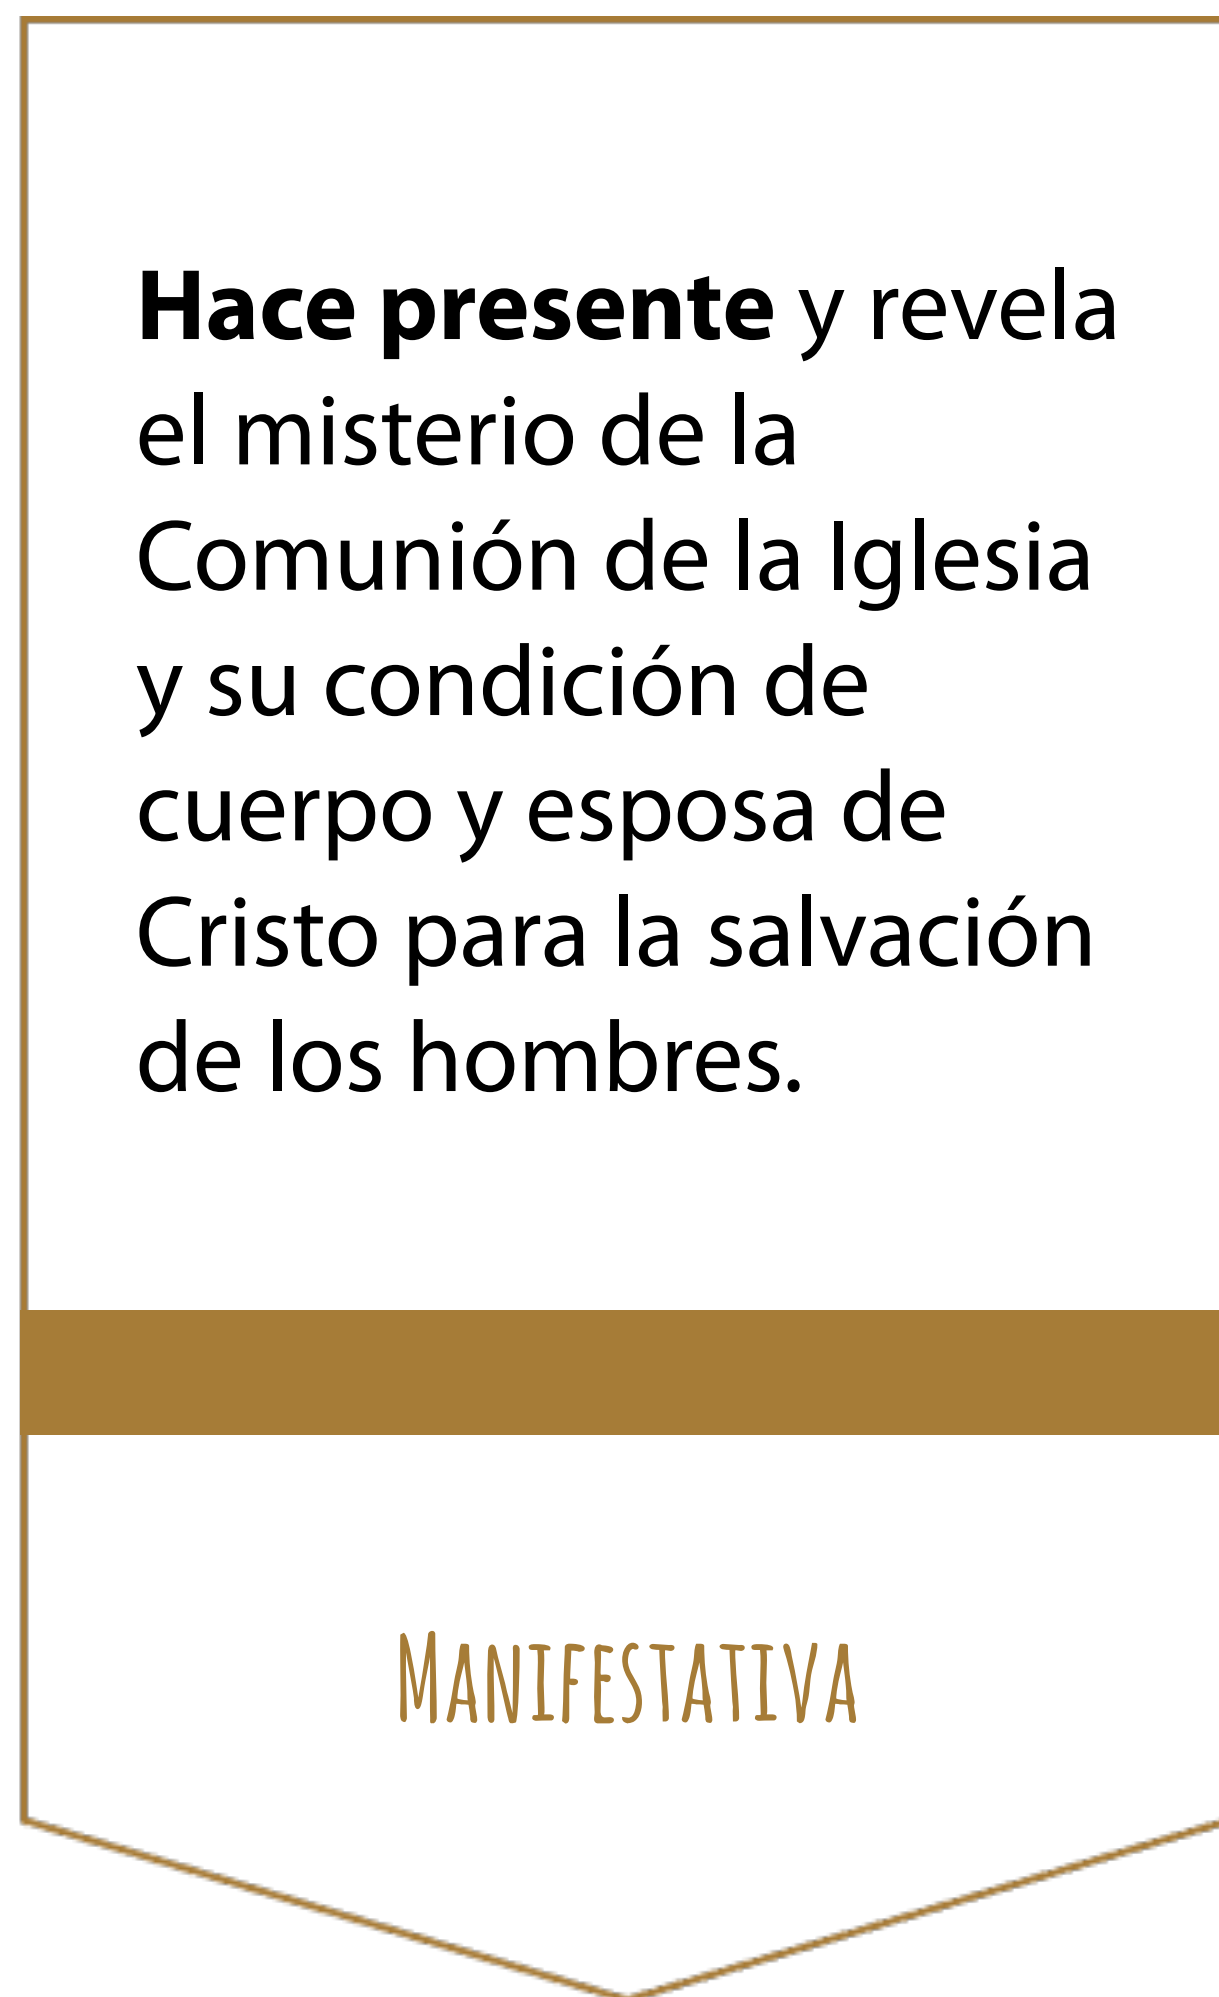 Hace presente y revela
el misterio de la
Comunión de la Iglesia
y su condición de
cuerpo y esposa de
Cristo para la salvación
de los hombres.
Manifestativa